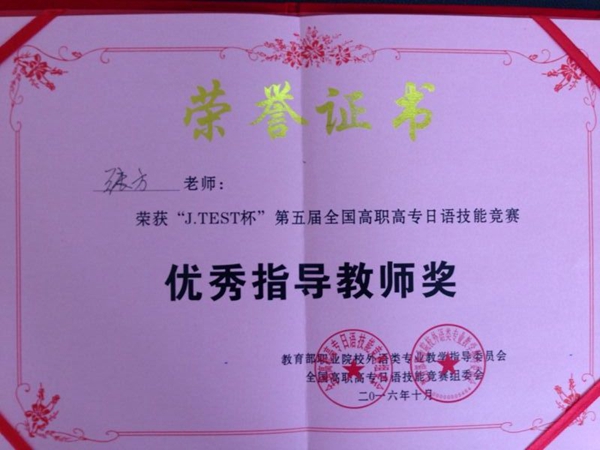 荣誉证书
张方 老师：
荣获“J.TEST杯”第五届全国高职高专日语技能竞赛
优秀指导教师奖
教育部职业院校外语类专业教学指导委员会
全国高职高专日语技能竞赛组委会
二0一六年十月